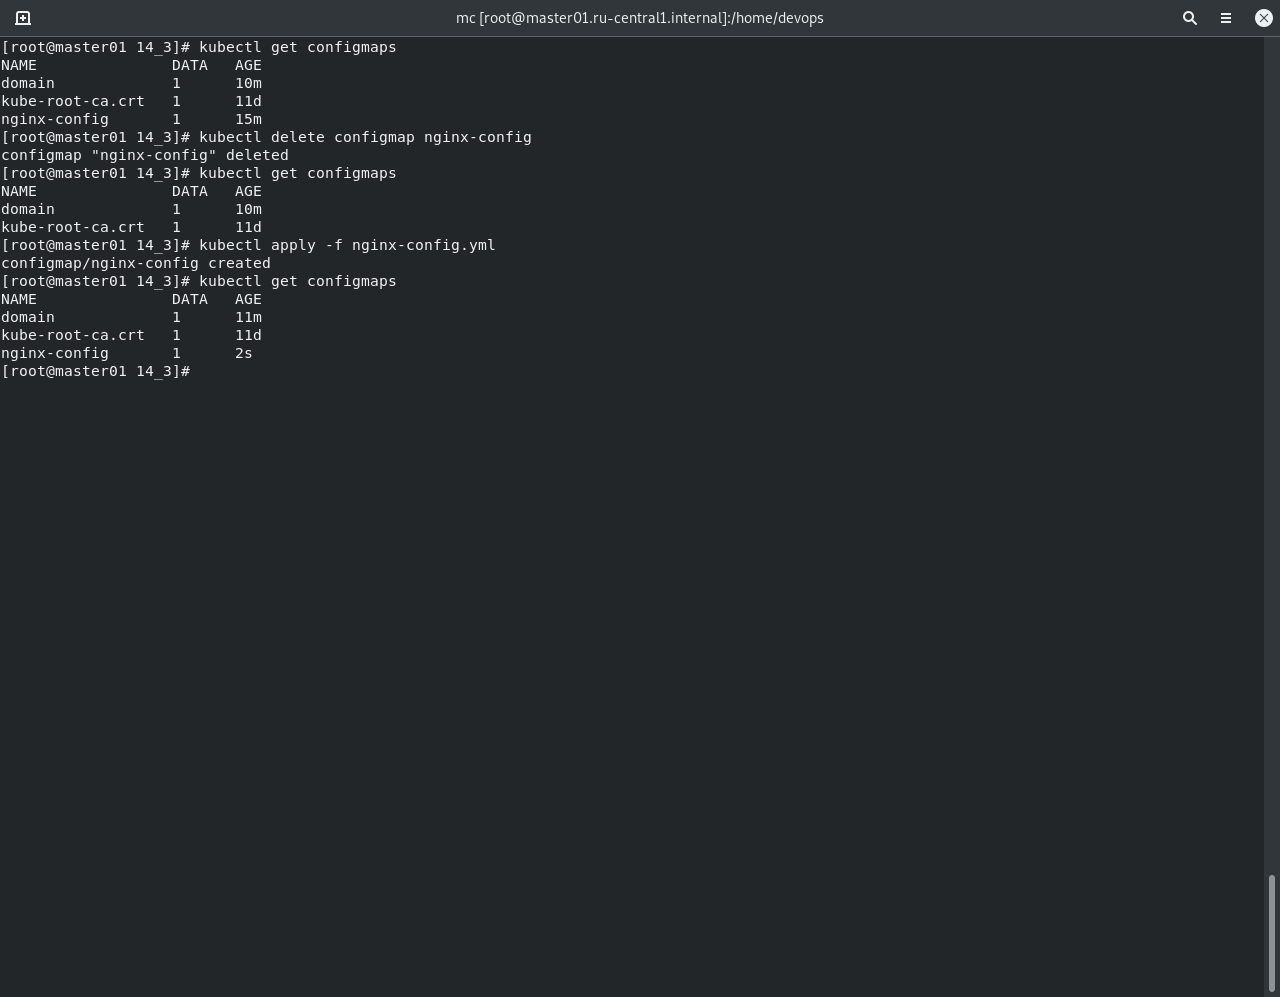 mc [root@master01.ru-central1.internal]:/home/devops
[root@master01 14_3]# kubectl get configmaps
NAME               DATA   AGE
domain             1      10m
kube-root-ca.crt   1      11d
nginx-config       1      15m
[root@master01 14_3]# kubectl delete configmap nginx-config
configmap "nginx-config" deleted
[root@master01 14_3]# kubectl get configmaps
NAME               DATA   AGE
domain             1      10m
kube-root-ca.crt   1      11d
[root@master01 14_3]# kubectl apply -f nginx-config.yml
configmap/nginx-config created
[root@master01 14_3]# kubectl get configmaps
NAME               DATA   AGE
domain             1      11m
kube-root-ca.crt   1      11d
nginx-config       1      2s
[root@master01 14_3]#